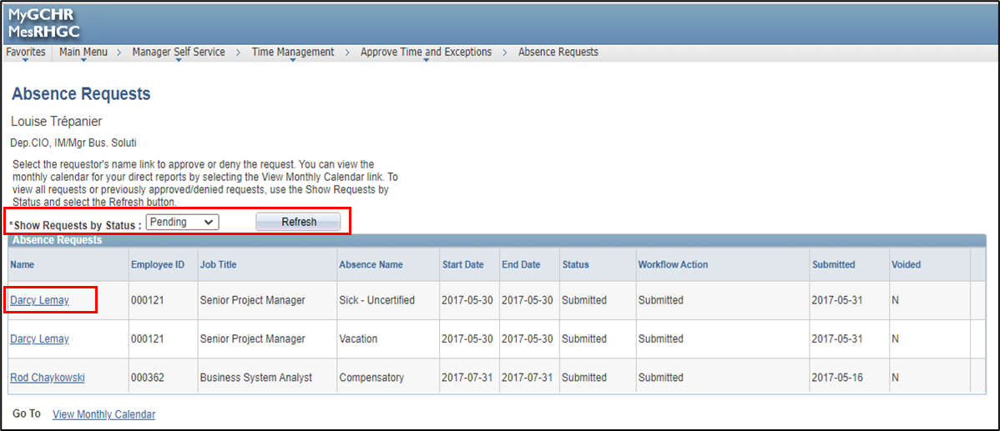 MyGCHR
MesRHGC
Favorites Main Menu > Manager Self Service > Time Management > Approve Time and Exceptions > Absence Requests
Absence Requests
Louise Trépanier
Dep.CIO, IM/Mgr Bus. Soluti
Select the requestor's name link to approve or deny the request. You can view the
monthly calendar for your direct reports by selecting the View Monthly Calendar link. To
view all requests or previously approved/denied requests, use the Show Requests by
Status and select the Refresh button.
*Show Requests by Status : Pending Refresh
Absence Requests
Name Employee ID Job Title Absence Name Start Date End Date Status Workflow Action Submitted Voided
Darcy Lemay 000121 Senior Project Manager Sick - Uncertified 2017-05-30 2017-05-30 Submitted Submitted 2017-05-31 N
Darcy Lemay 000121 Senior Project Manager Vacation 2017-05-30 2017-05-30 Submitted Submitted 2017-05-31 N
Rod Chaykowski 000362 Business System Analyst Compensatory 2017-07-31 2017-07-31 Submitted Submitted 2017-05-16 N
Go To View Monthly Calendar